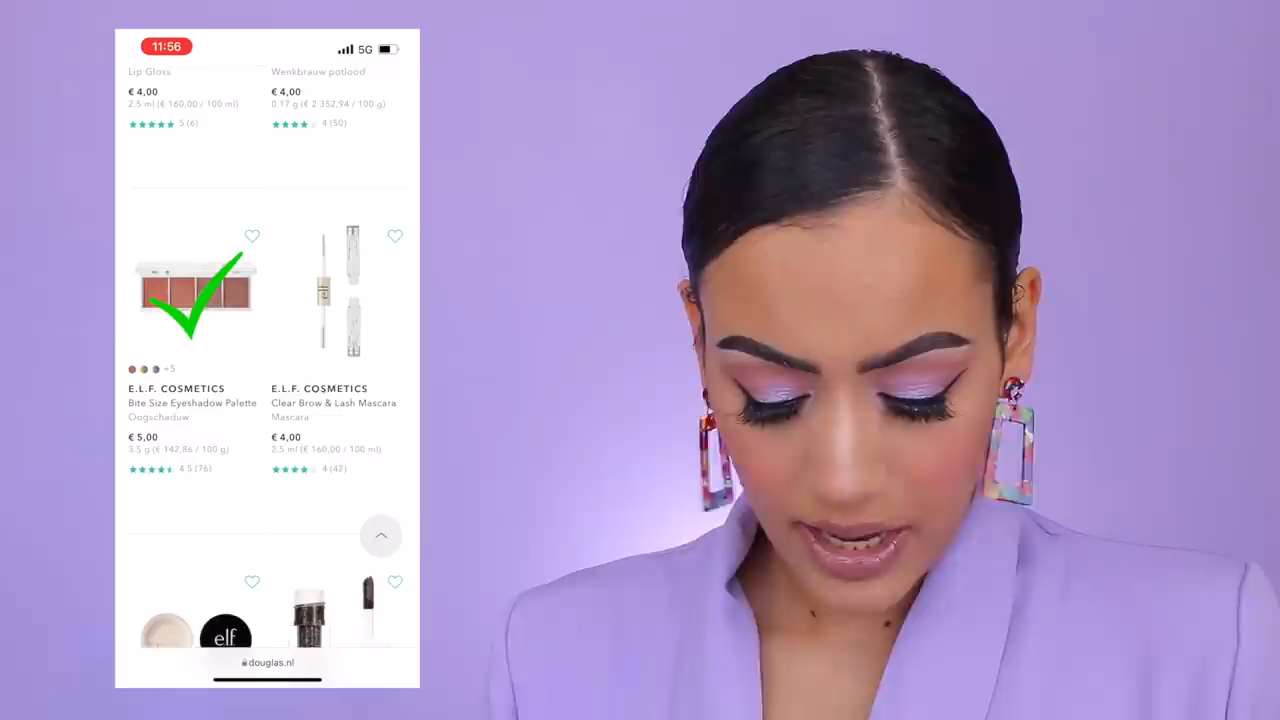 11:56
5G
Lip Gloss
Wenkbrauw potlood
€ 4,00
€ 4,00
2.5 ml (€ 160,00 / 100 ml)
0.17 g (€ 2.352,94 / 100 g)
5 (6)
4 (50)
e.l.f.
+5
E.L.F. COSMETICS
E.L.F. COSMETICS
Bite Size Eyeshadow Palette
Clear Brow & Lash Mascara
Oogschaduw
Mascara
€ 5,00
€ 4,00
3.5 g (€ 142,86 / 100 g)
2.5 ml (€ 160,00 / 100 ml)
4.5 (76)
4 (42)
elf
douglas.nl